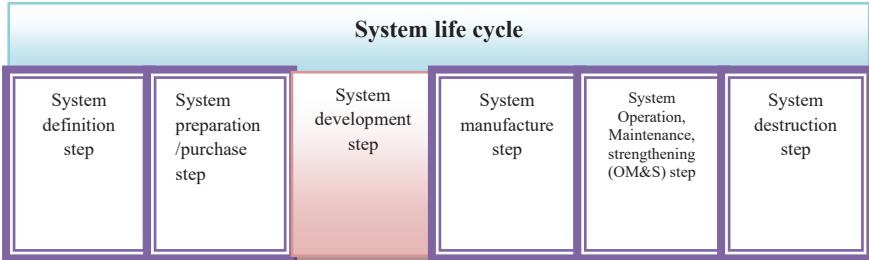 System life cycle
System
definition
step
System
preparation
/purchase
step
System
development
step
System
manufacture
step
System
Operation,
Maintenance,
strengthening
(OM&S) step
System
destruction
step